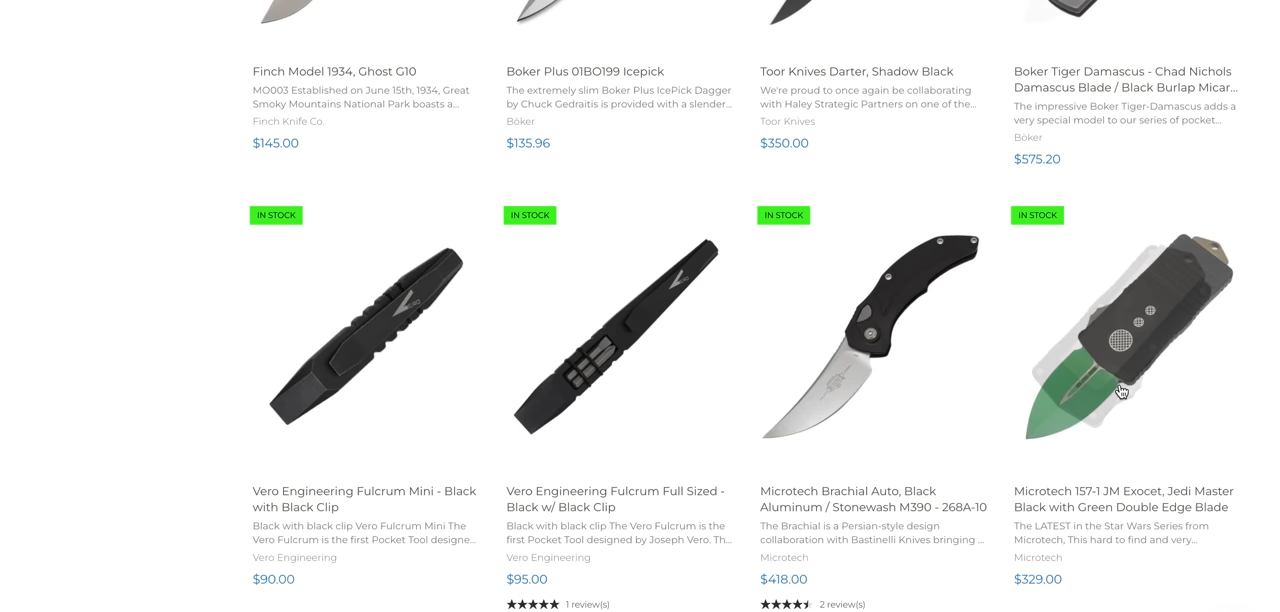 Finch Model 1934, Ghost G10
MO003 Established on June 15th, 1934, Great
Smoky Mountains National Park boasts a...
Finch Knife Co.
$145.00
Boker Plus 01BO199 Icepick
The extremely slim Boker Plus IcePick Dagger
by Chuck Gedraitis is provided with a slender...
Böker
$135.96
Toor Knives Darter, Shadow Black
We're proud to once again be collaborating
with Haley Strategic Partners on one of the...
Toor Knives
$350.00
Boker Tiger Damascus - Chad Nichols
Damascus Blade / Black Burlap Micar...
The impressive Boker Tiger-Damascus adds a
very special model to our series of pocket...
Böker
$575.20
IN STOCK
Vero Engineering Fulcrum Mini - Black
with Black Clip
Black with black clip Vero Fulcrum Mini The
Vero Fulcrum is the first Pocket Tool designe...
Vero Engineering
$90.00
IN STOCK
Vero Engineering Fulcrum Full Sized -
Black w/ Black Clip
Black with black clip The Vero Fulcrum is the
first Pocket Tool designed by Joseph Vero. Th...
Vero Engineering
$95.00
1 review(s)
IN STOCK
Microtech Brachial Auto, Black
Aluminum / Stonewash M390 - 268A-10
The Brachial is a Persian-style design
collaboration with Bastinelli Knives bringing ...
Microtech
$418.00
2 review(s)
IN STOCK
Microtech 157-1 JM Exocet, Jedi Master
Black with Green Double Edge Blade
The LATEST in the Star Wars Series from
Microtech, This hard to find and very...
Microtech
$329.00